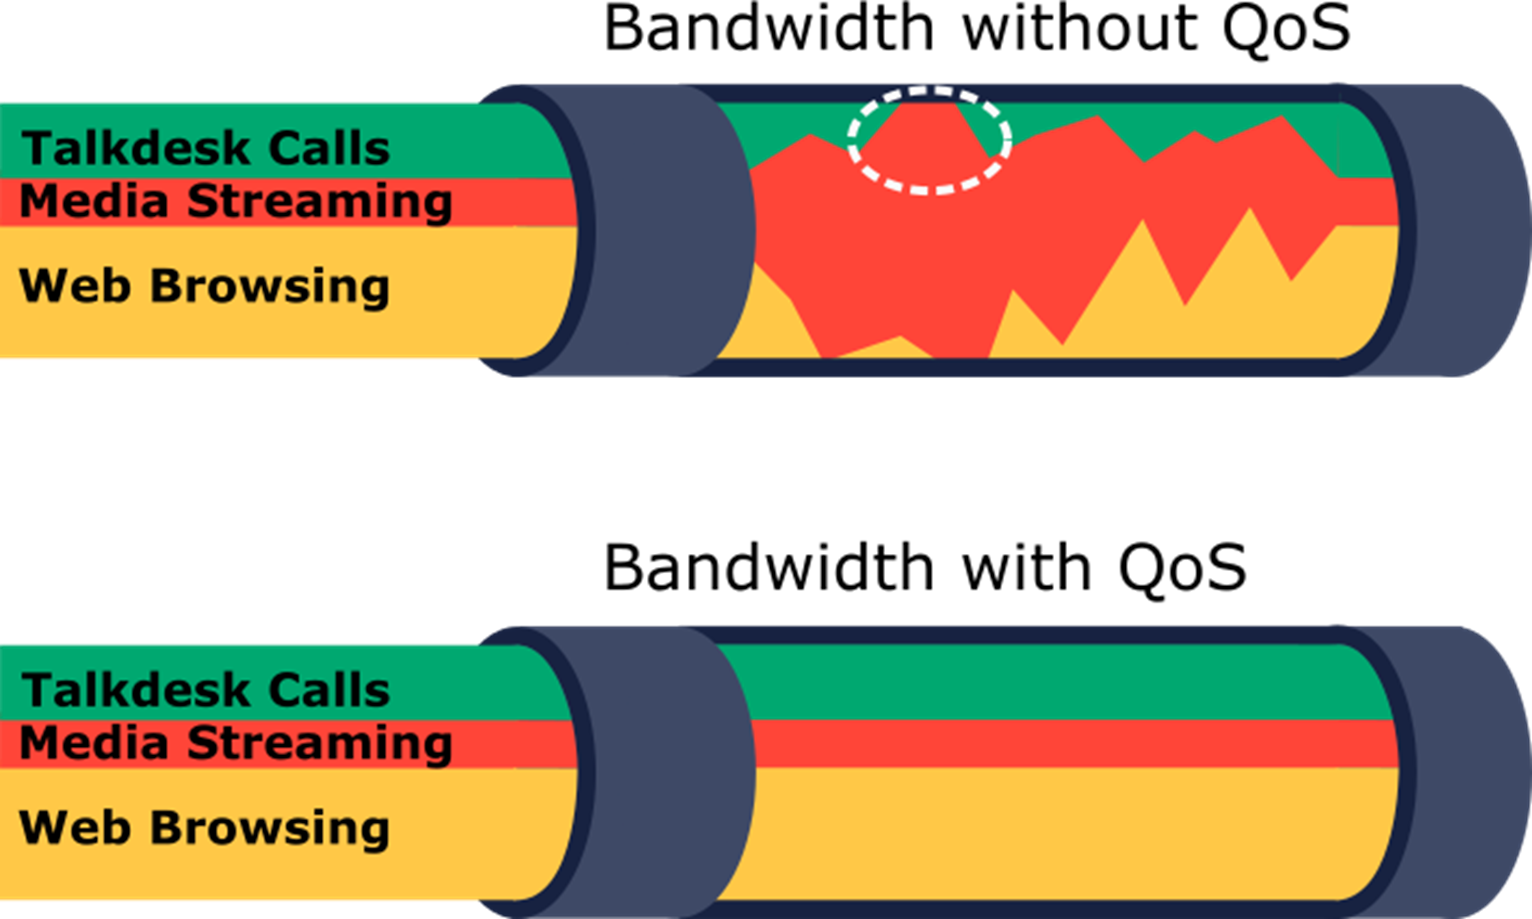 Bandwidth without QoS
Talkdesk Calls
Media Streaming
Web Browsing
Bandwidth with QoS
Talkdesk Calls
Media Streaming
Web Browsing